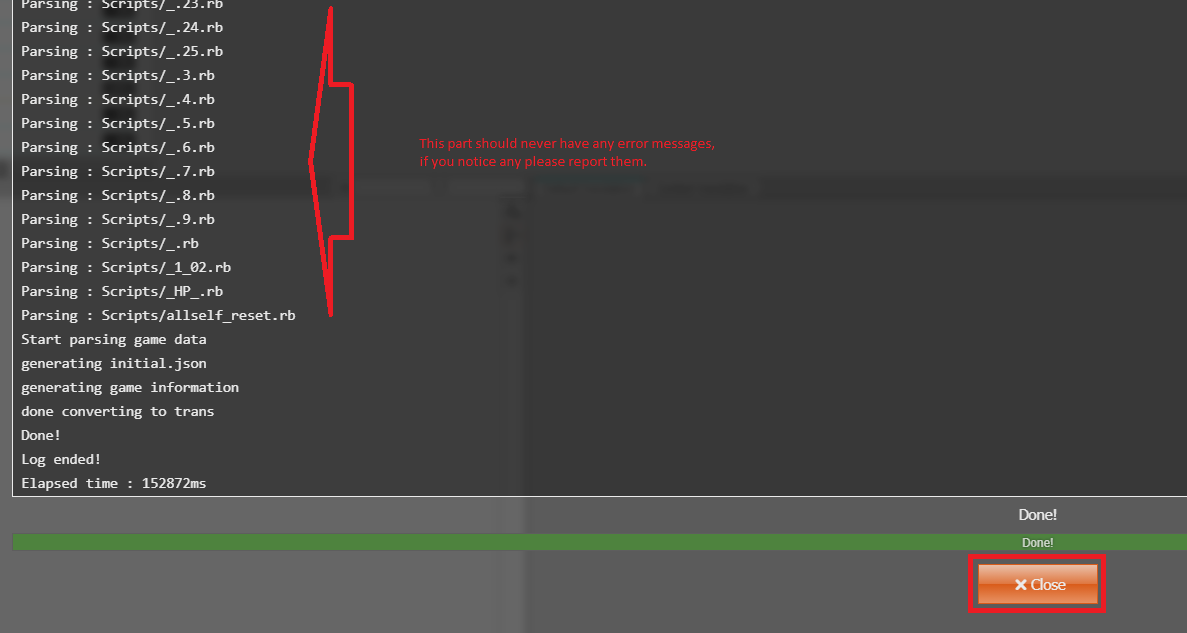 Parsing : Scripts/_.23.rb
Parsing : Scripts/_.24.rb
Parsing : Scripts/_.25.rb
Parsing : Scripts/_.3.rb
Parsing : Scripts/_.4.rb
Parsing : Scripts/_.5.rb
Parsing : Scripts/_.6.rb
Parsing : Scripts/_.7.rb
Parsing : Scripts/_.8.rb
Parsing : Scripts/_.9.rb
Parsing : Scripts/_.rb
Parsing : Scripts/_1_02.rb
Parsing : Scripts/_HP_.rb
Parsing : Scripts/allself_reset.rb
Start parsing game data
generating initial.json
generating game information
done converting to trans
Done!
Log ended!
Elapsed time : 152872ms
This part should never have any error messages,
if you notice any please report them.
Done!
Done!
Close